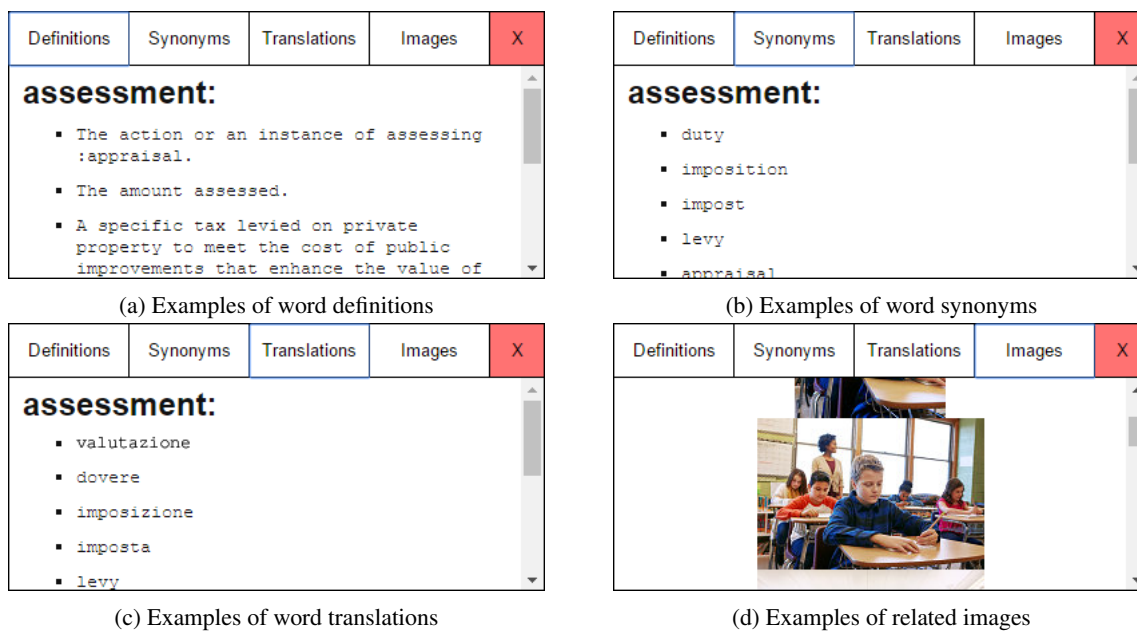 Definitions Synonyms Translations Images X
assessment:
▪ The action or an instance of assessing
:appraisal.
▪ The amount assessed.
▪ A specific tax levied on private
property to meet the cost of public
improvements that enhance the value of
(a) Examples of word definitions
Definitions Synonyms Translations Images X
assessment:
▪ duty
▪ imposition
▪ impost
▪ levy
▪ appraisal
(b) Examples of word synonyms
Definitions Synonyms Translations Images X
assessment:
▪ valutazione
▪ dovere
▪ imposizione
▪ imposta
▪ levy
(c) Examples of word translations
Definitions Synonyms Translations Images X
(d) Examples of related images